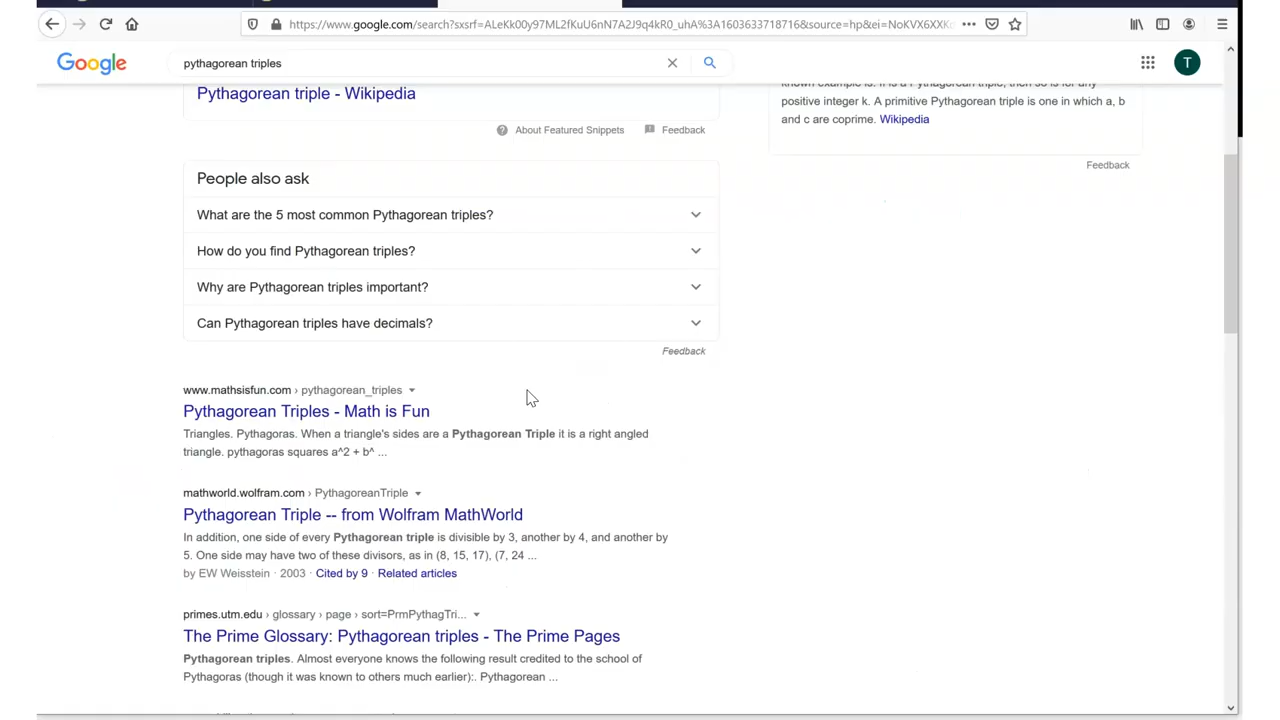 https://www.google.com/search?sxsrf=ALeKk00y97ML2fKuU6nN7A2J9q4kR0_uhA%3A1603633718716&source=hp&ei=NoKVX6XXK
Google
pythagorean triples
T
Pythagorean triple - Wikipedia
About Featured Snippets Feedback
positive integer k. A primitive Pythagorean triple is one in which a, b
and c are coprime. Wikipedia
Feedback
People also ask
What are the 5 most common Pythagorean triples?
How do you find Pythagorean triples?
Why are Pythagorean triples important?
Can Pythagorean triples have decimals?
Feedback
www.mathsisfun.com › pythagorean_triples
Pythagorean Triples - Math is Fun
Triangles. Pythagoras. When a triangle's sides are a Pythagorean Triple it is a right angled
triangle. pythagoras squares a^2 + b^ ...
mathworld.wolfram.com › PythagoreanTriple
Pythagorean Triple -- from Wolfram MathWorld
In addition, one side of every Pythagorean triple is divisible by 3, another by 4, and another by
5. One side may have two of these divisors, as in (8, 15, 17), (7, 24 ...
by EW Weisstein · 2003 · Cited by 9 · Related articles
primes.utm.edu › glossary › page › sort=PrmPythagTri...
The Prime Glossary: Pythagorean triples - The Prime Pages
Pythagorean triples. Almost everyone knows the following result credited to the school of
Pythagoras (though it was known to others much earlier):. Pythagorean ...